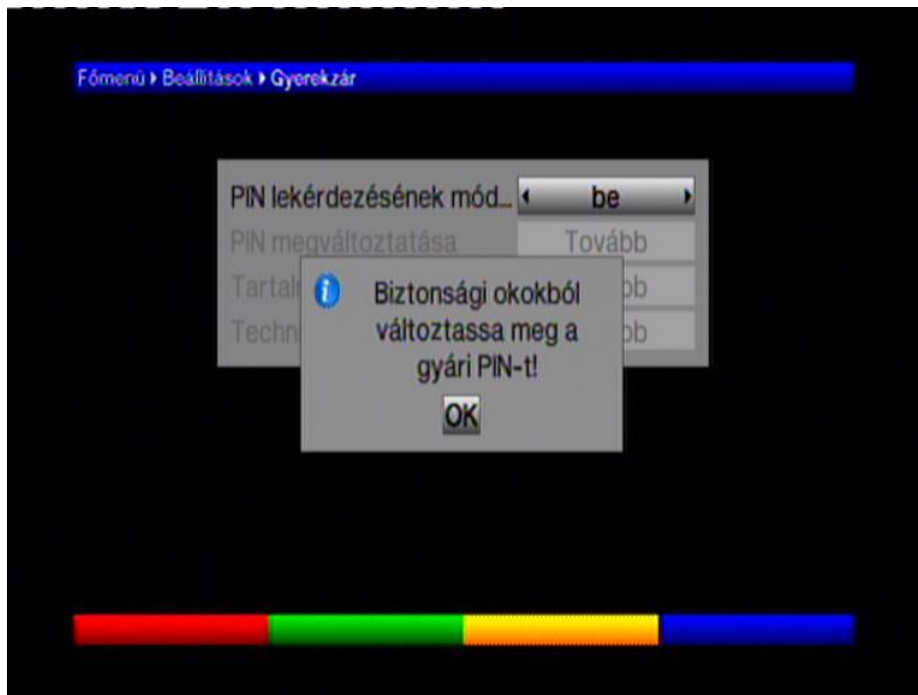 Főmenü ▸ Beállítások ▸ Gyerekzár
PIN lekérdezésének mód... ◂ be ▸
PIN megváltoztatása Tovább
Biztonsági okokból
változtassa meg a
gyári PIN-t!
OK